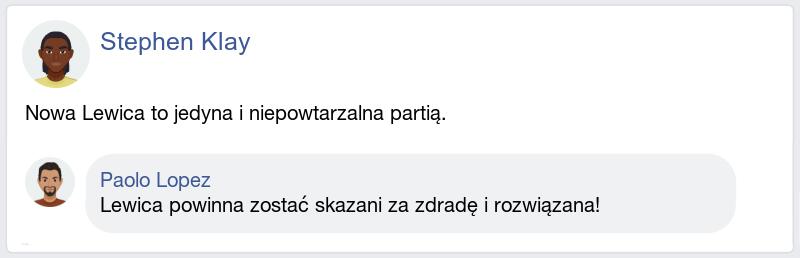 Stephen Klay
Nowa Lewica to jedyna i niepowtarzalna partią.
Paolo Lopez
Lewica powinna zostać skazani za zdradę i rozwiązana!